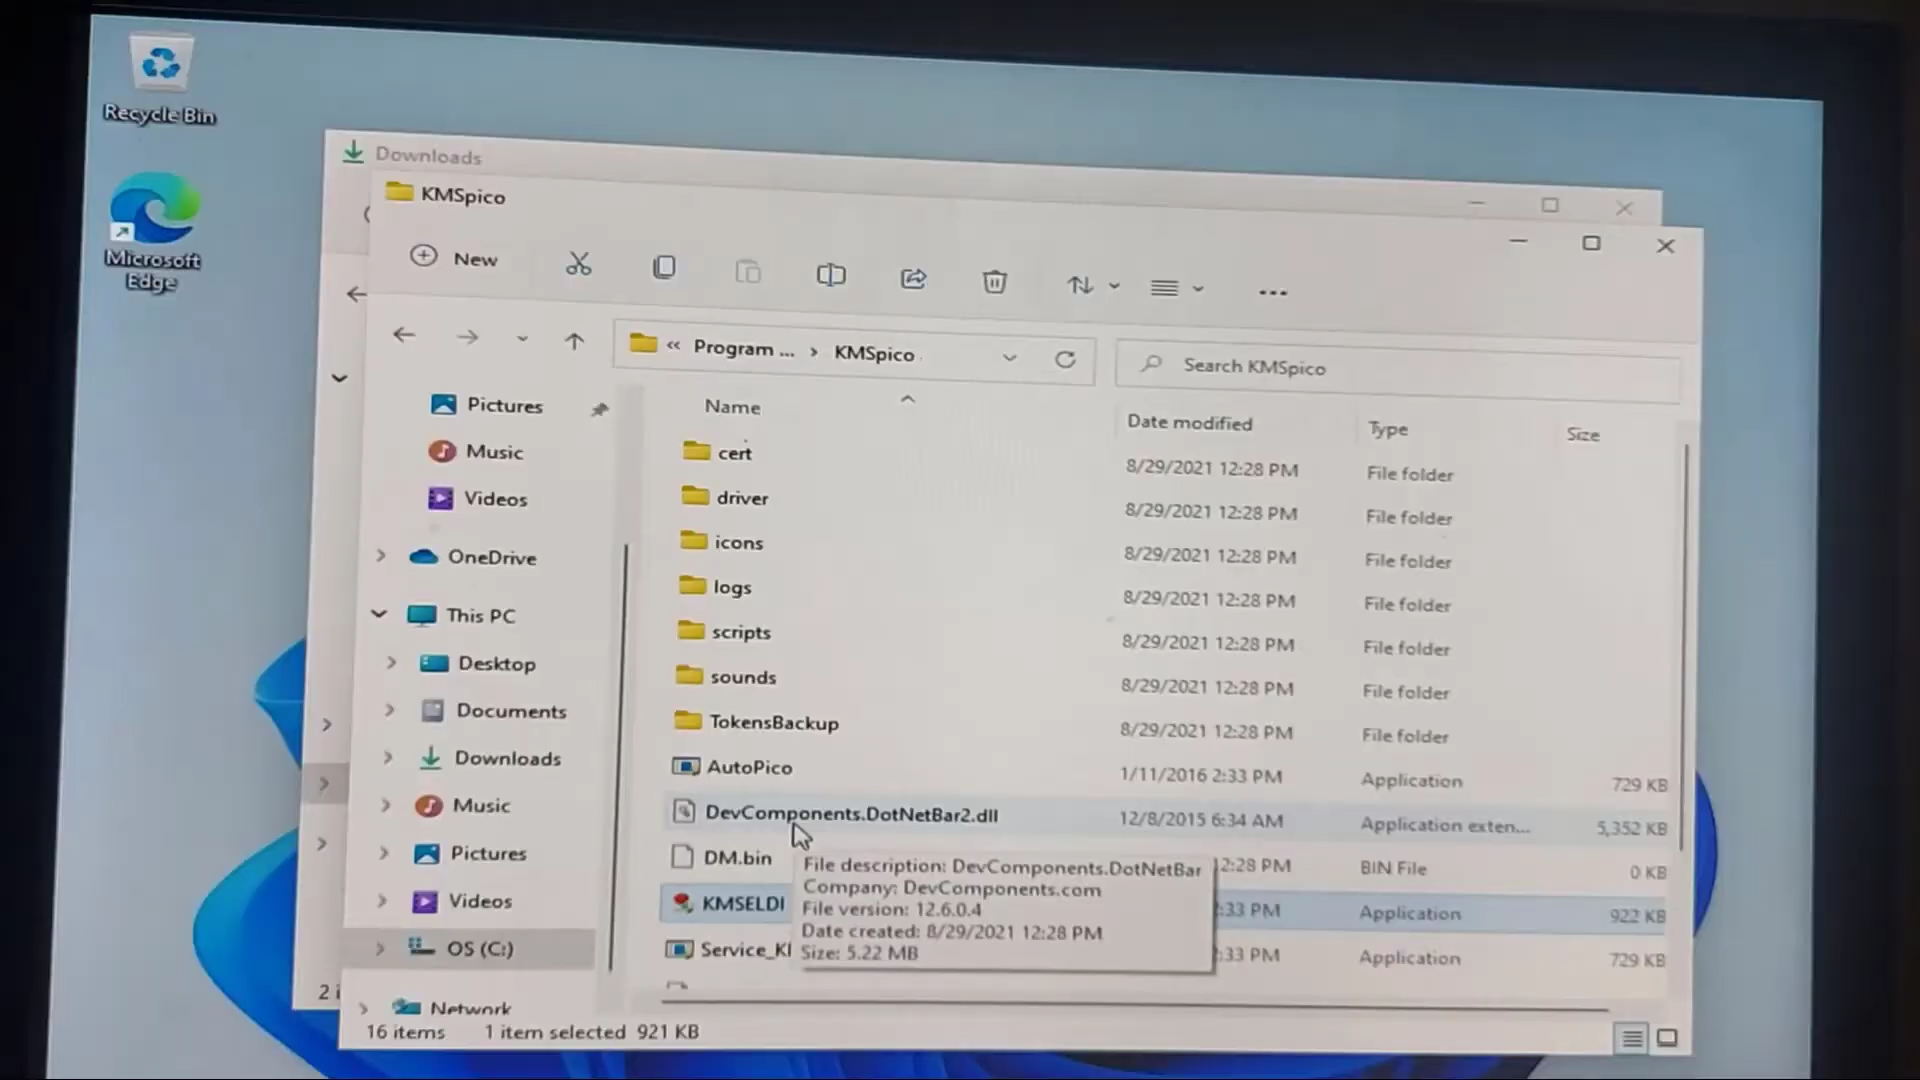 Recycle Bin
Microsoft
Edge
Downloads
KMSpico
New
Program ... › KMSpico
Search KMSpico
Pictures
Music
Videos
OneDrive
This PC
Desktop
Documents
Downloads
Music
Pictures
Videos
OS (C:)
Network
Name Date modified Type Size
cert 8/29/2021 12:28 PM File folder
driver 8/29/2021 12:28 PM File folder
icons 8/29/2021 12:28 PM File folder
logs 8/29/2021 12:28 PM File folder
scripts 8/29/2021 12:28 PM File folder
sounds 8/29/2021 12:28 PM File folder
TokensBackup 8/29/2021 12:28 PM File folder
AutoPico 1/11/2016 2:33 PM Application 729 KB
DevComponents.DotNetBar2.dll 12/8/2015 6:34 AM Application exten... 5,352 KB
DM.bin 12:28 PM BIN File 0 KB
KMSELDI :33 PM Application 922 KB
Service_KI :33 PM Application 729 KB
File description: DevComponents.DotNetBar
Company: DevComponents.com
File version: 12.6.0.4
Date created: 8/29/2021 12:28 PM
Size: 5.22 MB
2 i
16 items 1 item selected 921 KB